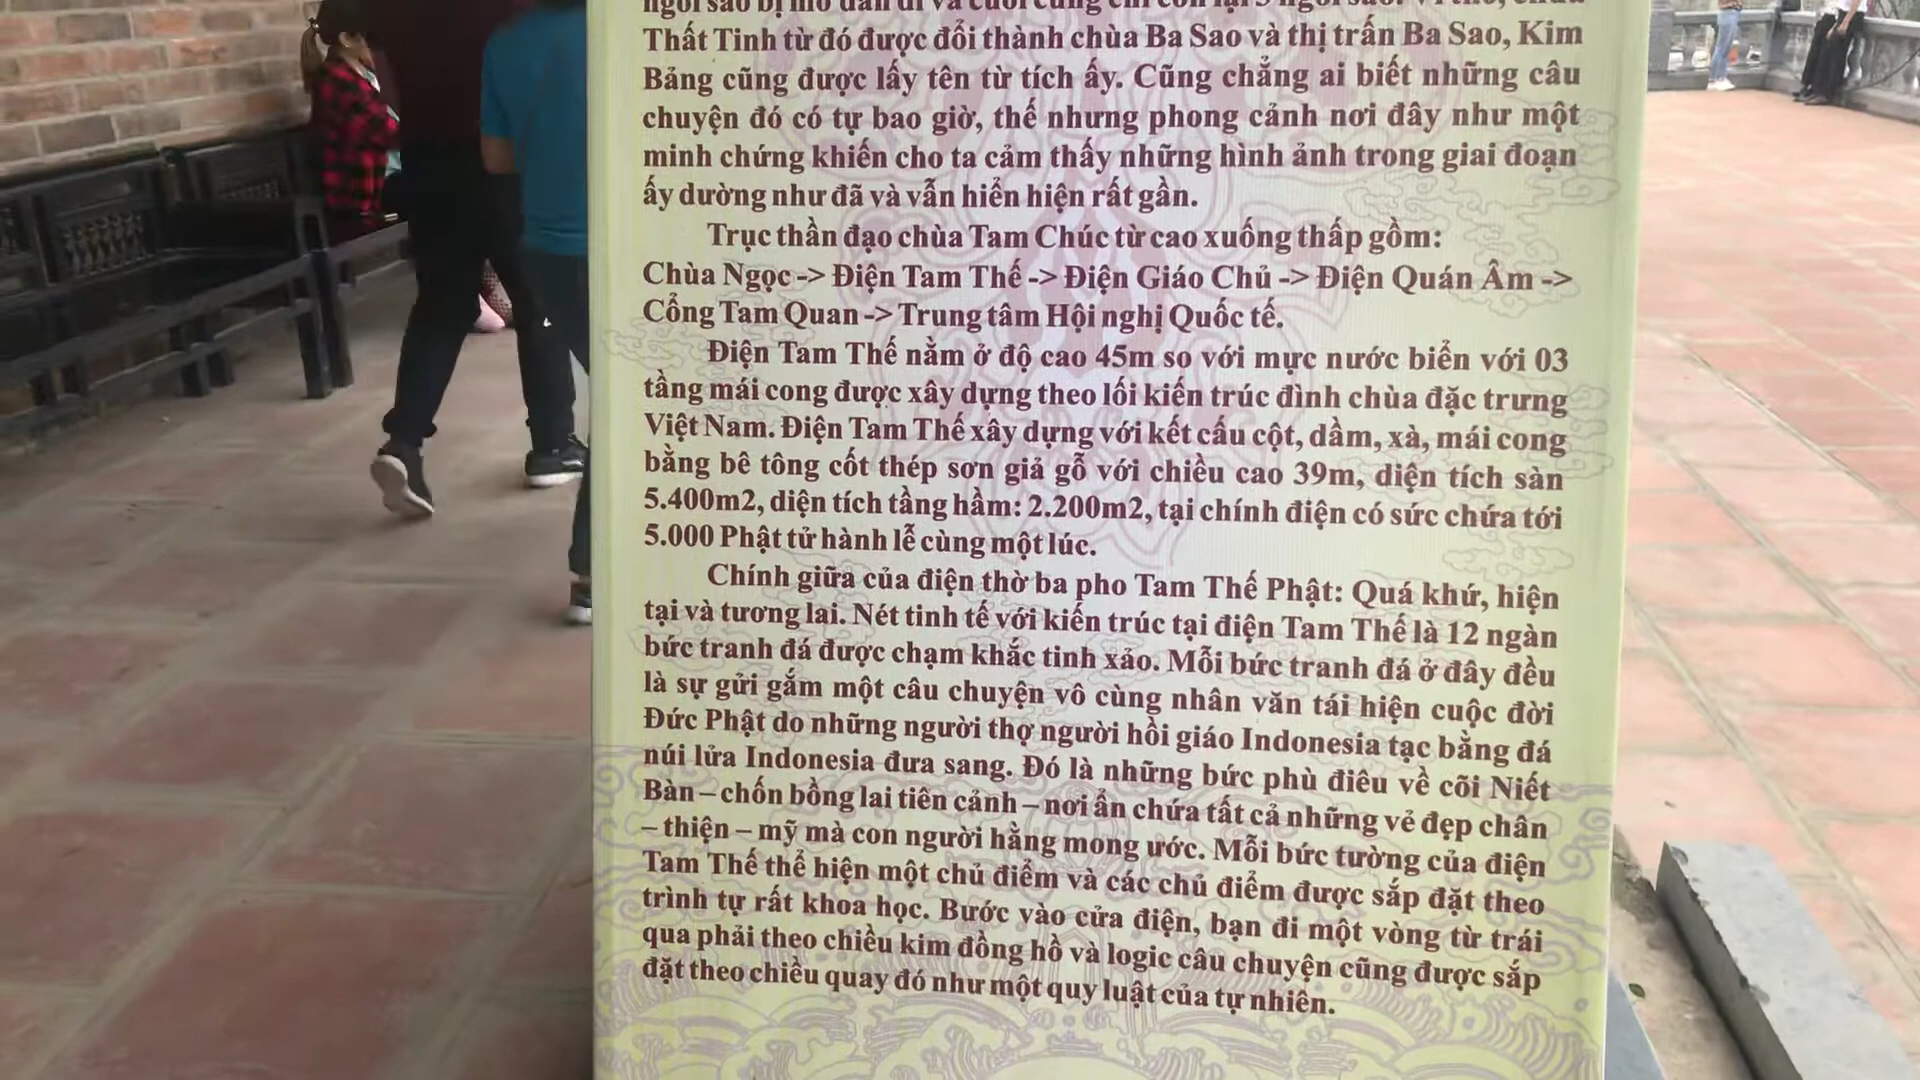 ngôi sao bị mờ dần đi và cuối cùng chỉ còn lại 3 ngôi sao. Vì thế, chùa
Thất Tinh từ đó được đổi thành chùa Ba Sao và thị trấn Ba Sao, Kim
Bảng cũng được lấy tên từ tích ấy. Cũng chẳng ai biết những câu
chuyện đó có tự bao giờ, thế nhưng phong cảnh nơi đây như một
minh chứng khiến cho ta cảm thấy những hình ảnh trong giai đoạn
ấy dường như đã và vẫn hiển hiện rất gần.
Trục thần đạo chùa Tam Chúc từ cao xuống thấp gồm:
Chùa Ngọc -> Điện Tam Thế -> Điện Giáo Chủ -> Điện Quán Âm ->
Cổng Tam Quan -> Trung tâm Hội nghị Quốc tế.
Điện Tam Thế nằm ở độ cao 45m so với mực nước biển với 03
tầng mái cong được xây dựng theo lối kiến trúc đình chùa đặc trưng
Việt Nam. Điện Tam Thế xây dựng với kết cấu cột, dầm, xà, mái cong
bằng bê tông cốt thép sơn giả gỗ với chiều cao 39m, diện tích sàn
5.400m2, diện tích tầng hầm: 2.200m2, tại chính điện có sức chứa tới
5.000 Phật tử hành lễ cùng một lúc.
Chính giữa của điện thờ ba pho Tam Thế Phật: Quá khứ, hiện
tại và tương lai. Nét tinh tế với kiến trúc tại điện Tam Thế là 12 ngàn
bức tranh đá được chạm khắc tinh xảo. Mỗi bức tranh đá ở đây đều
là sự gửi gắm một câu chuyện vô cùng nhân văn tái hiện cuộc đời
Đức Phật do những người thợ người hồi giáo Indonesia tạc bằng đá
núi lửa Indonesia đưa sang. Đó là những bức phù điêu về cõi Niết
Bàn – chốn bồng lai tiên cảnh – nơi ẩn chứa tất cả những vẻ đẹp chân
– thiện – mỹ mà con người hằng mong ước. Mỗi bức tường của điện
Tam Thế thể hiện một chủ điểm và các chủ điểm được sắp đặt theo
trình tự rất khoa học. Bước vào cửa điện, bạn đi một vòng từ trái
qua phải theo chiều kim đồng hồ và logic câu chuyện cũng được sắp
đặt theo chiều quay đó như một quy luật của tự nhiên.